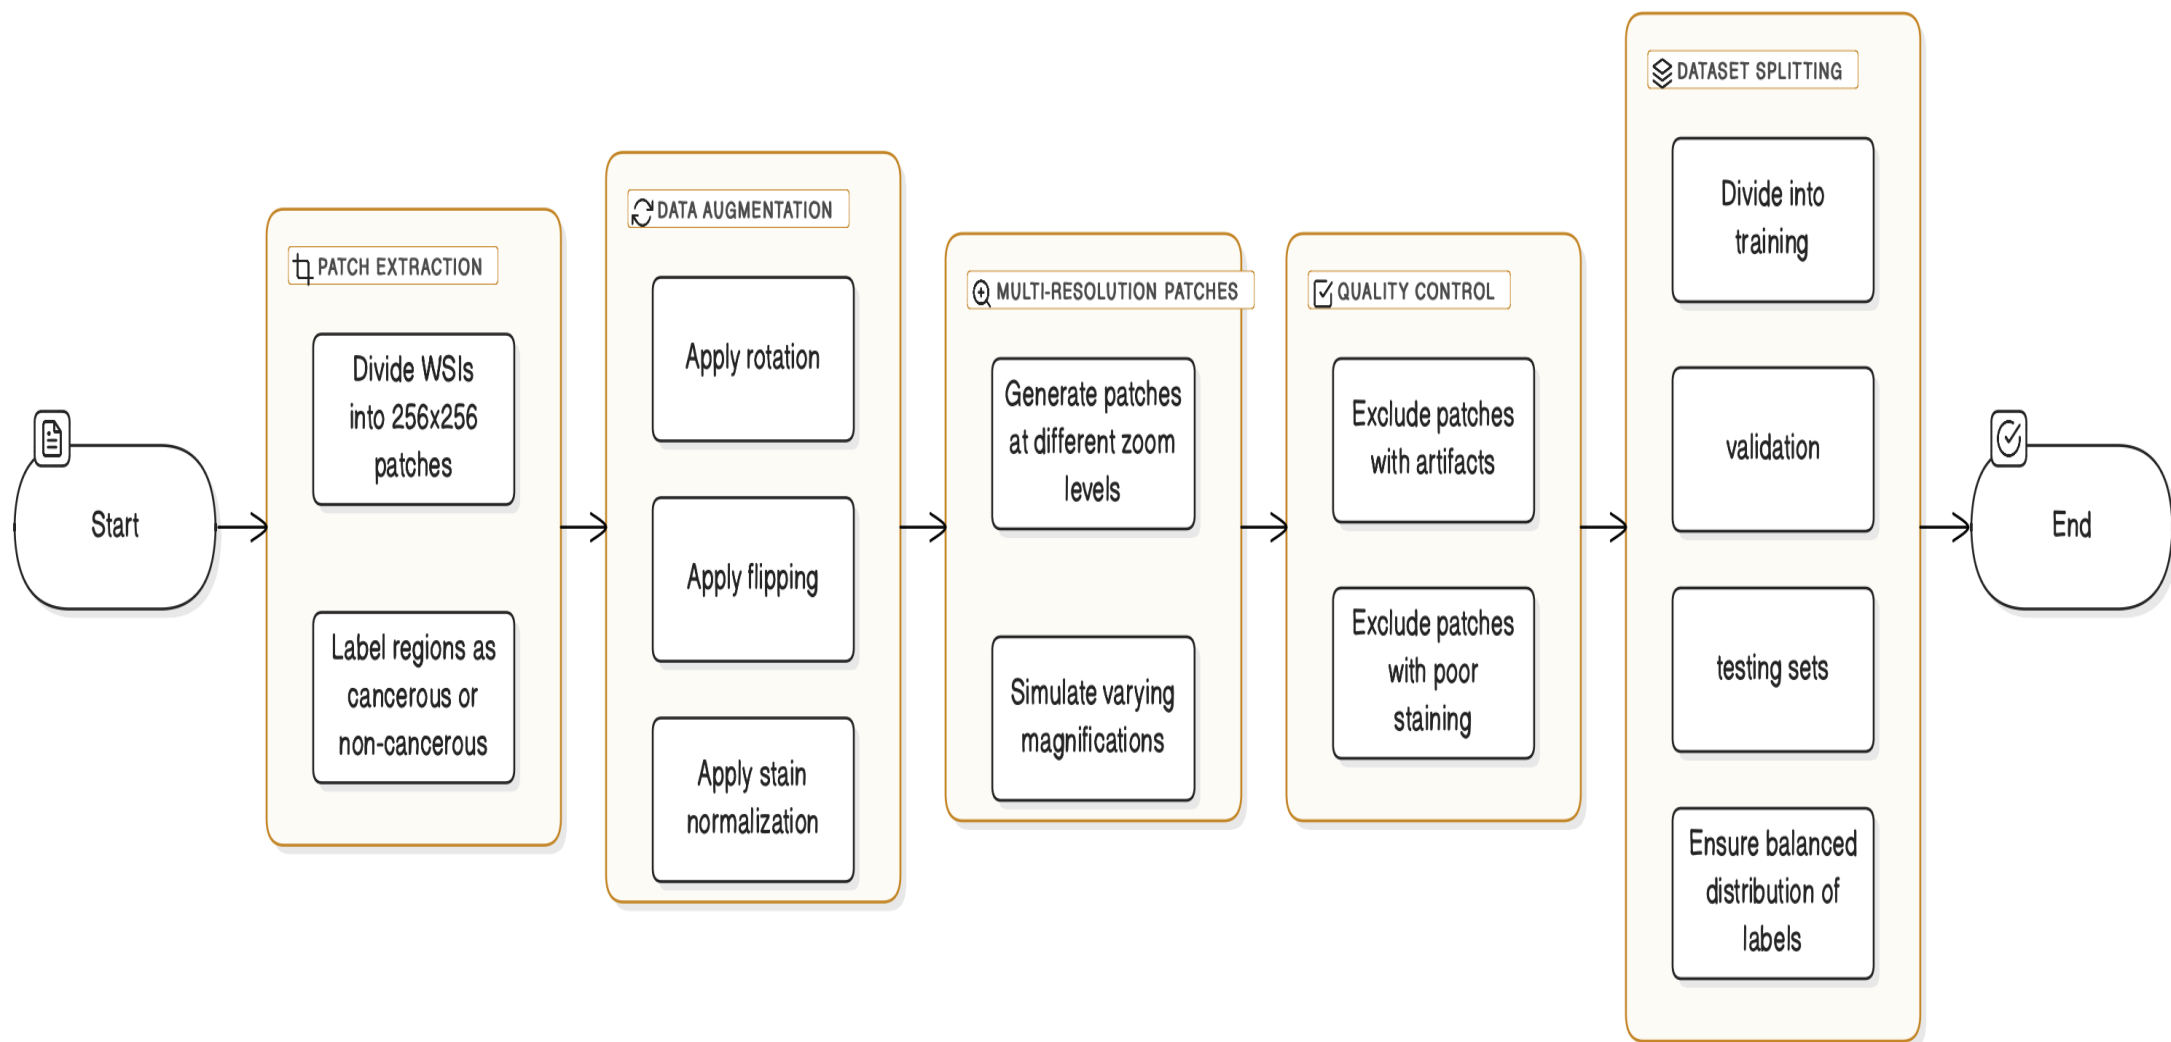 Start
PATCH EXTRACTION
Divide WSIs
into 256x256
patches
Label regions as
cancerous or
non-cancerous
DATA AUGMENTATION
Apply rotation
Apply flipping
Apply stain
normalization
MULTI-RESOLUTION PATCHES
Generate patches
at different zoom
levels
Simulate varying
magnifications
QUALITY CONTROL
Exclude patches
with artifacts
Exclude patches
with poor
staining
DATASET SPLITTING
Divide into
training
validation
testing sets
Ensure balanced
distribution of
labels
End